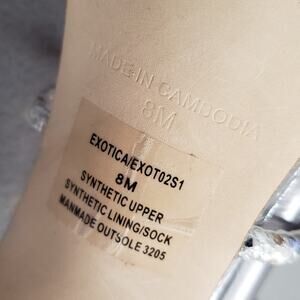 MADE IN CAMBODIA
8M
EXOTICA/EXOT02S1
8M
SYNTHETIC UPPER
SYNTHETIC LINING/SOCK
MANMADE OUTSOLE 3205